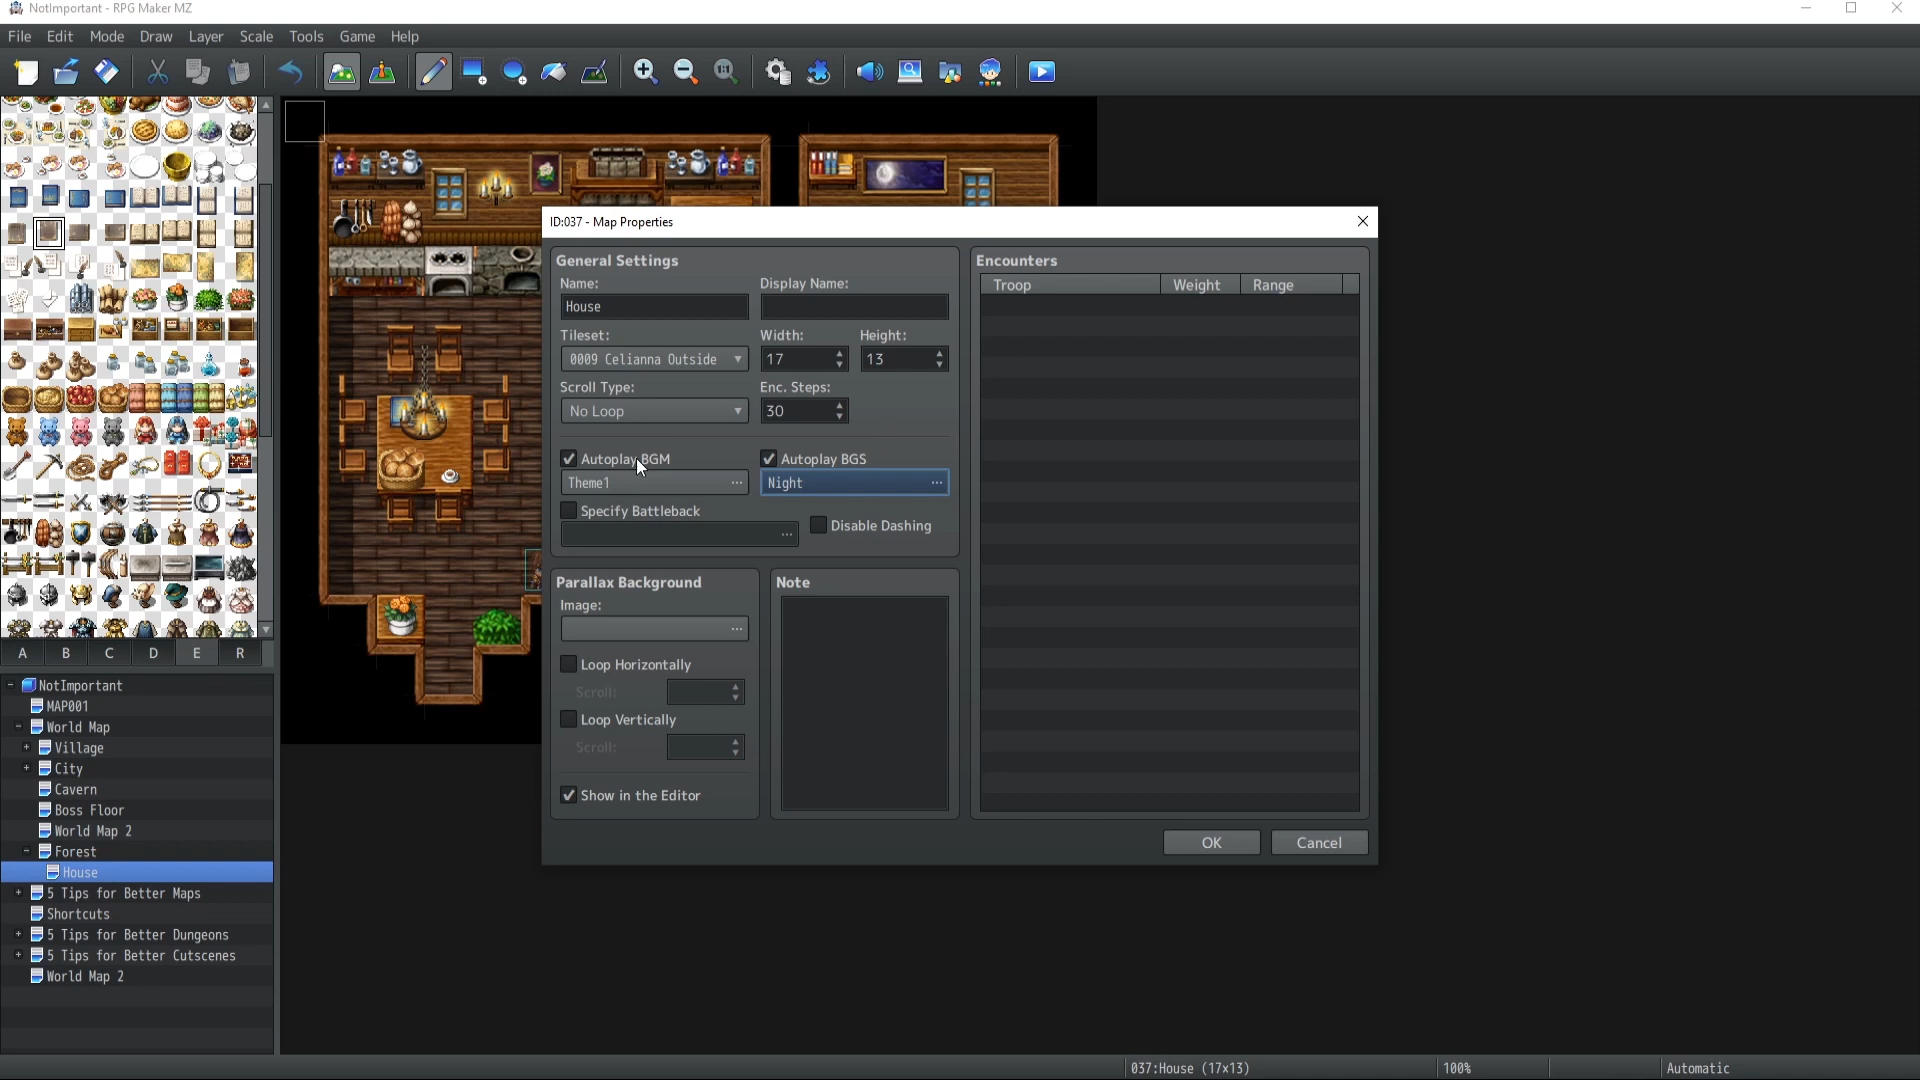 NotImportant - RPG Maker MZ
File Edit Mode Draw Layer Scale Tools Game Help
1:1
ID:037 - Map Properties
General Settings
Name:
Display Name:
House
Tileset:
Width:
Height:
0009 Celianna Outside
17
13
Scroll Type:
Enc. Steps:
No Loop
30
Autoplay BGM
Autoplay BGS
Theme1 ...
Night ...
Specify Battleback
Disable Dashing
...
Parallax Background
Image:
...
Loop Horizontally
Scroll:
Loop Vertically
Scroll:
Show in the Editor
Note
Encounters
Troop Weight Range
OK Cancel
A B C D E R
NotImportant
MAP001
World Map
Village
City
Cavern
Boss Floor
World Map 2
Forest
House
5 Tips for Better Maps
Shortcuts
5 Tips for Better Dungeons
5 Tips for Better Cutscenes
World Map 2
037:House (17x13) 100% Automatic